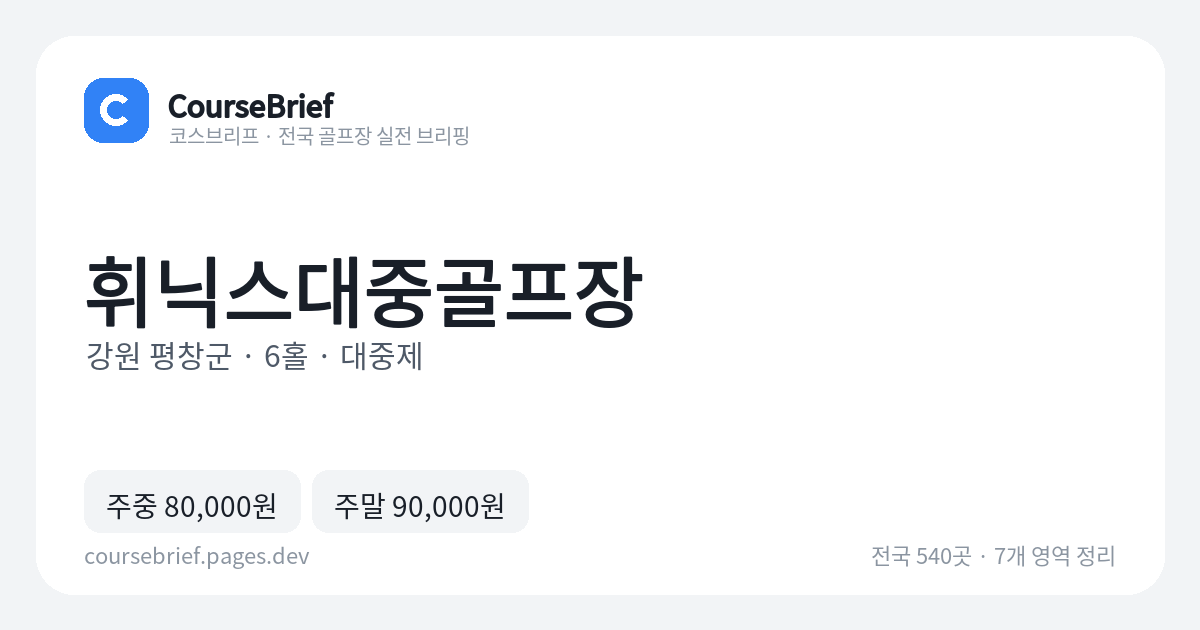 CourseBrief
코스브리프 · 전국 골프장 실전 브리핑
휘닉스대중골프장
강원 평창군 · 6홀 · 대중제
주중 80,000원 주말 90,000원
coursebrief.pages.dev 전국 540곳 · 7개 영역 정리